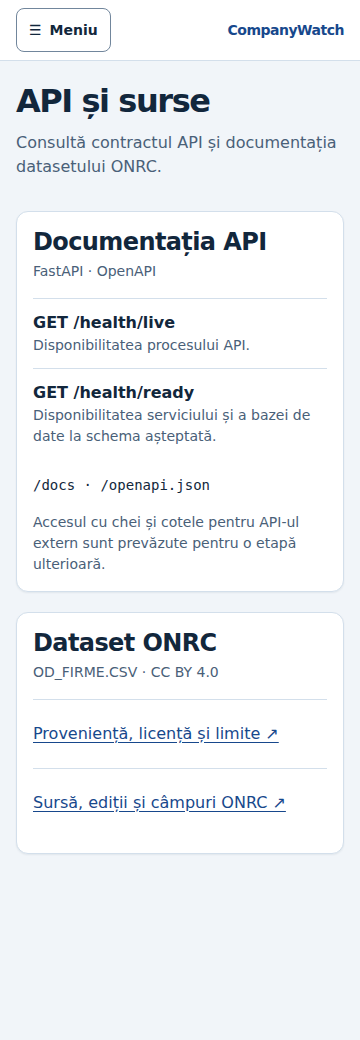 ☰ Meniu
CompanyWatch
API și surse
Consultă contractul API și documentația
datasetului ONRC.
Documentația API
FastAPI · OpenAPI
GET /health/live
Disponibilitatea procesului API.
GET /health/ready
Disponibilitatea serviciului și a bazei de
date la schema așteptată.
/docs · /openapi.json
Accesul cu chei și cotele pentru API-ul
extern sunt prevăzute pentru o etapă
ulterioară.
Dataset ONRC
OD_FIRME.CSV · CC BY 4.0
Proveniență, licență și limite ↗
Sursă, ediții și câmpuri ONRC ↗